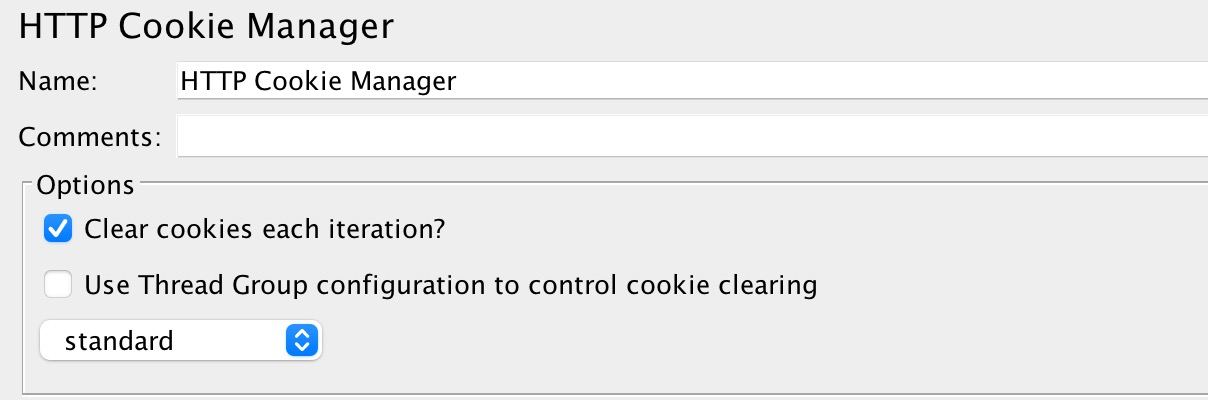 HTTP Cookie Manager
Name: HTTP Cookie Manager
Comments:
Options
Clear cookies each iteration?
Use Thread Group configuration to control cookie clearing
standard